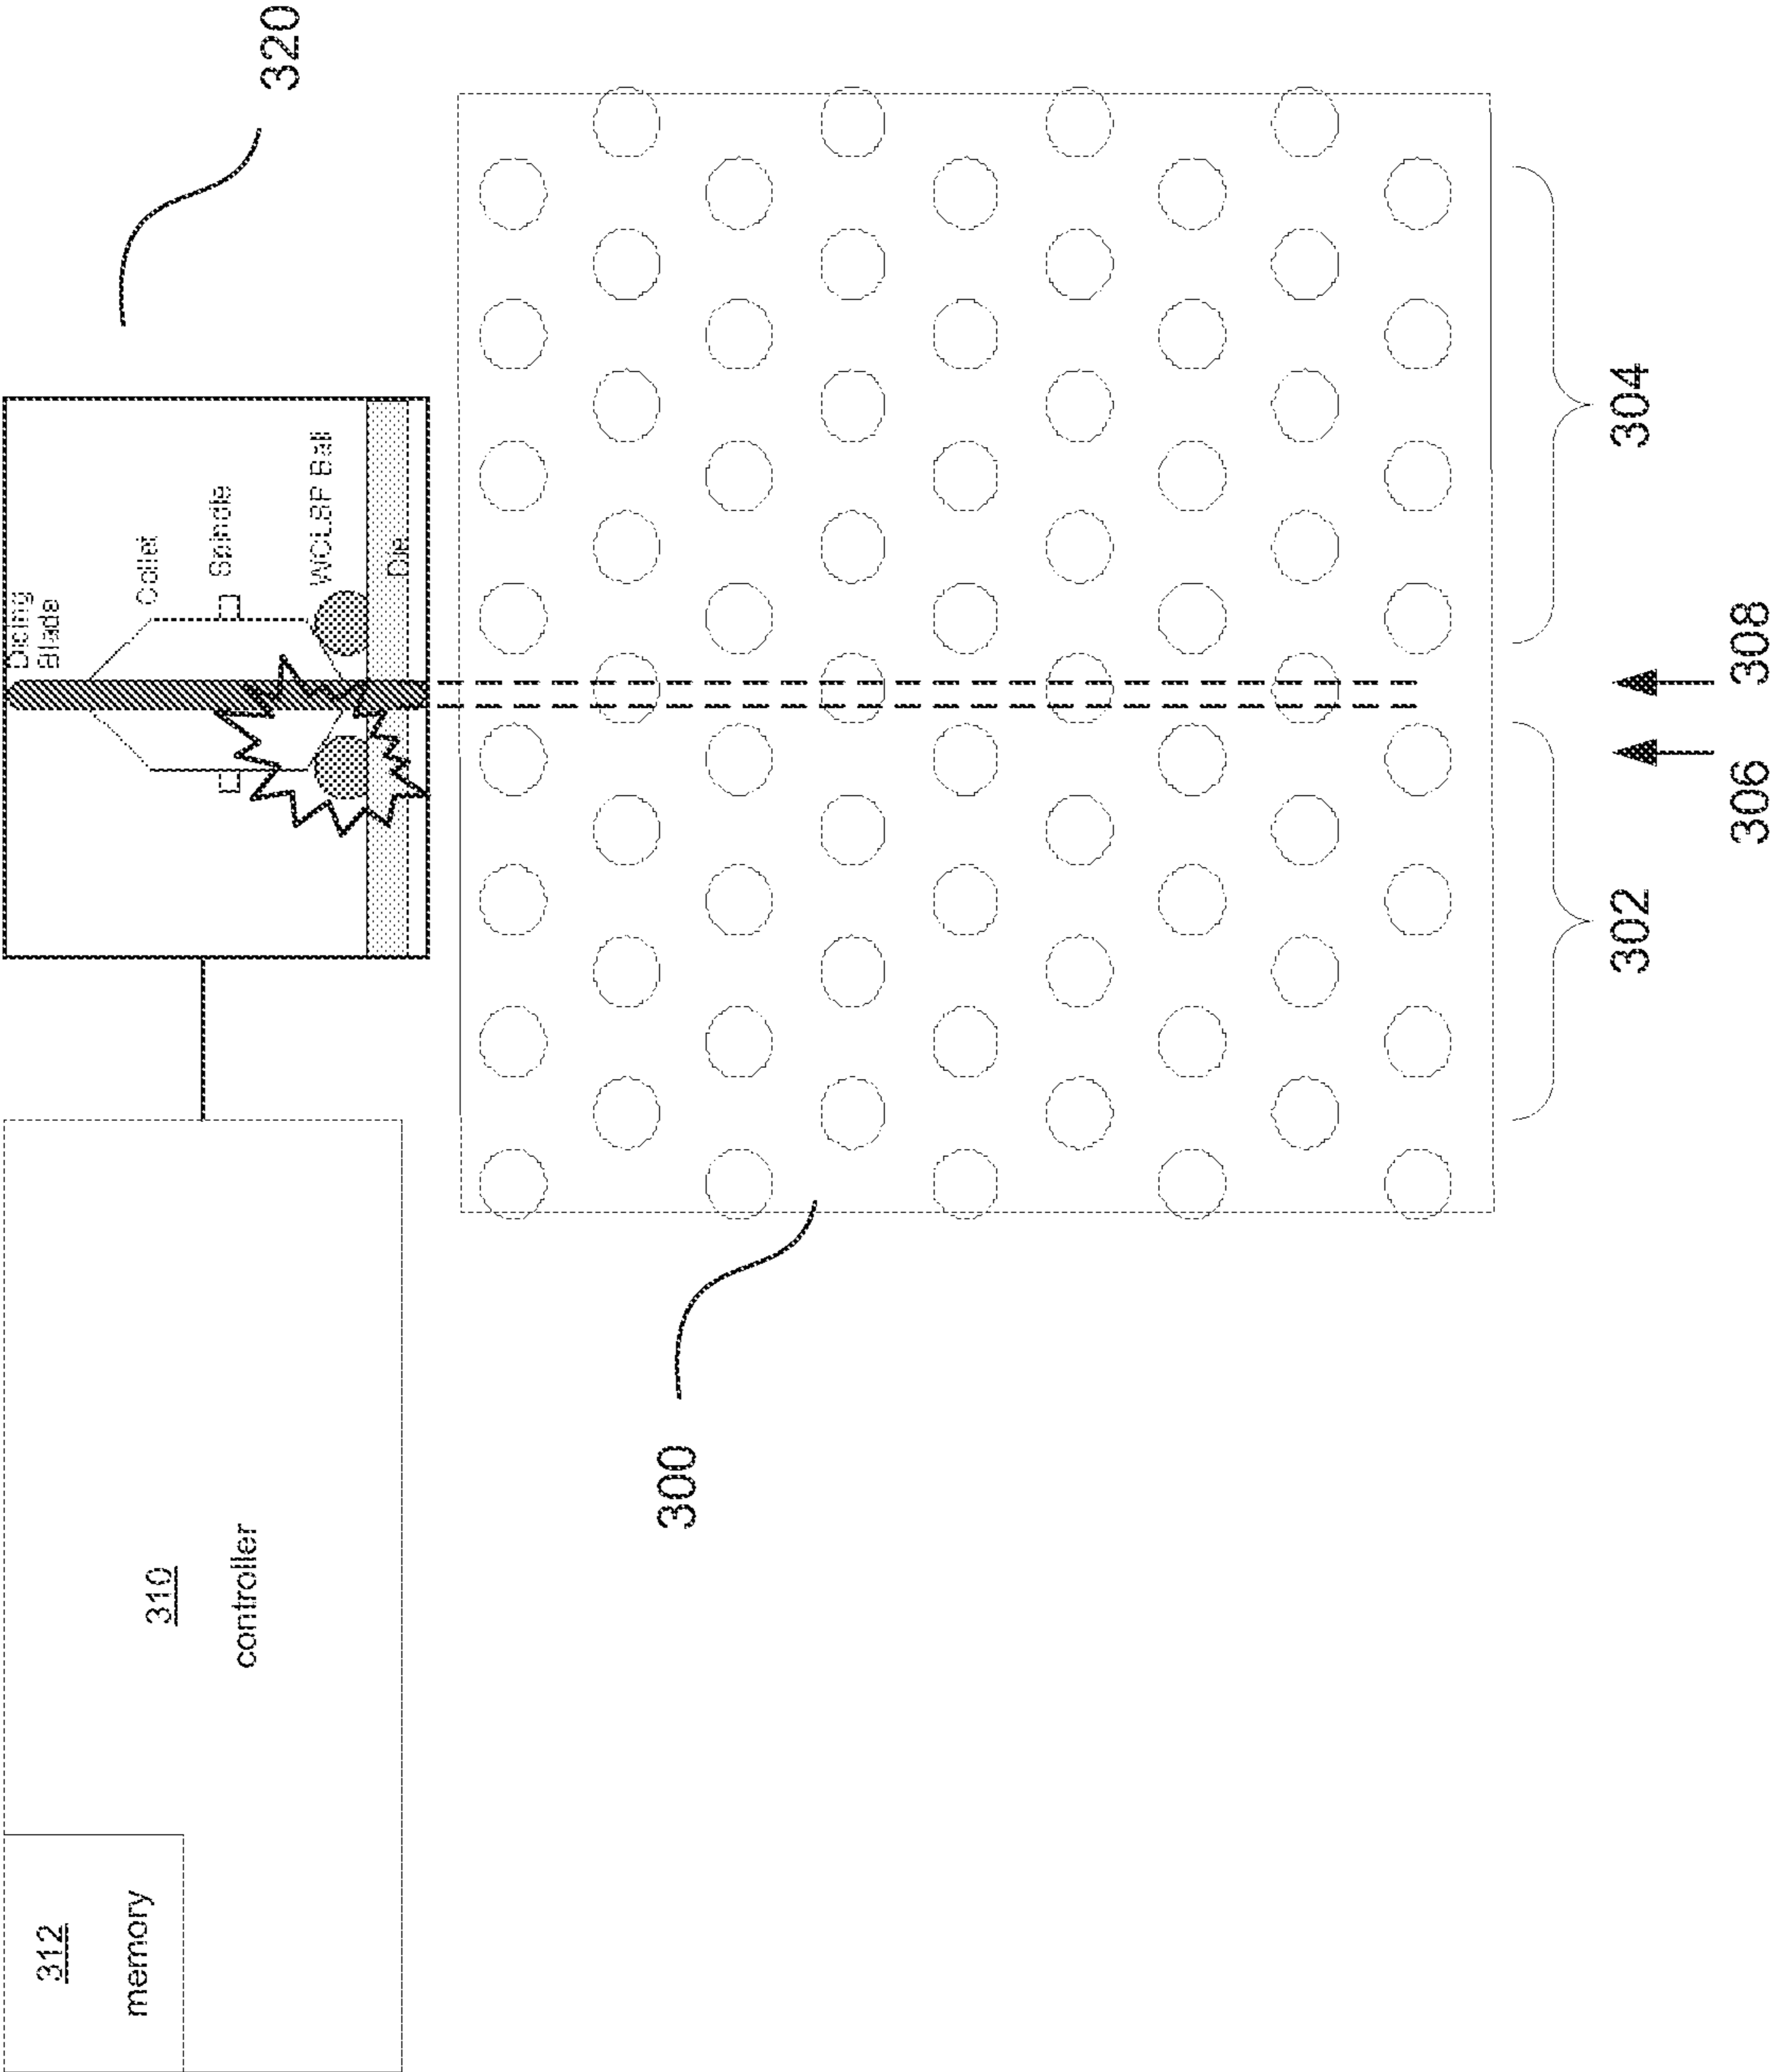 312
memory
310
controller
320
Dicing
Blade
Collet
Spindle
WCLSP Ball
Die
300
302
304
306
308